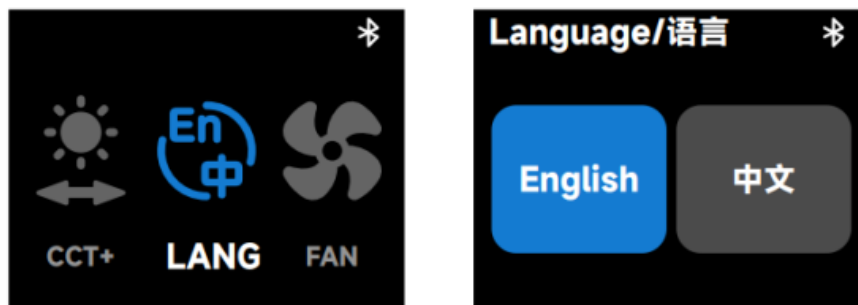 En
中
CCT+
LANG
FAN
Language/语言
English
中文